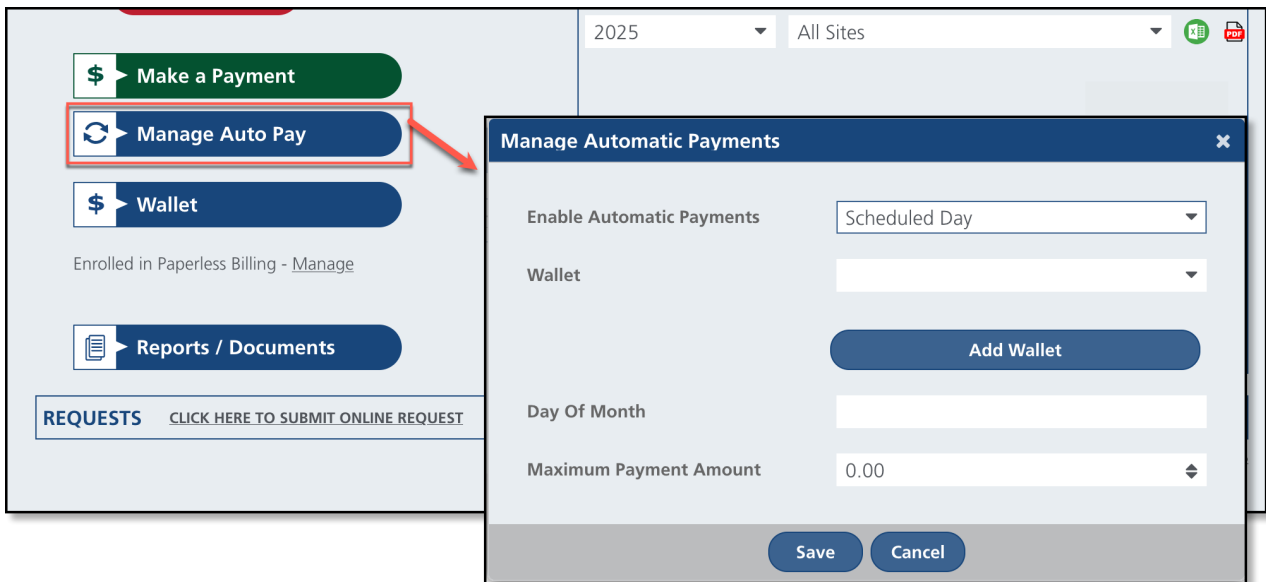 2025
All Sites
PDF
$ Make a Payment
Manage Auto Pay
$ Wallet
Enrolled in Paperless Billing - Manage
Reports / Documents
REQUESTS CLICK HERE TO SUBMIT ONLINE REQUEST
Manage Automatic Payments
Enable Automatic Payments Scheduled Day
Wallet
Add Wallet
Day Of Month
Maximum Payment Amount 0.00
Save Cancel